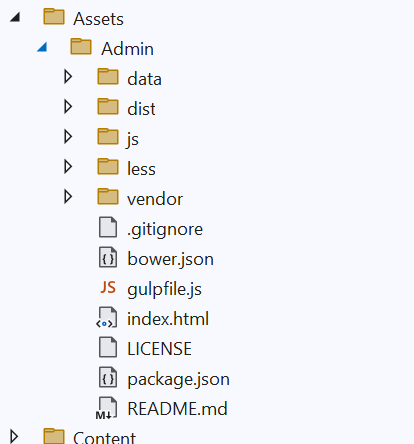 Assets
Admin
data
dist
js
less
vendor
.gitignore
bower.json
JS gulpfile.js
index.html
LICENSE
package.json
M↓ README.md
Content